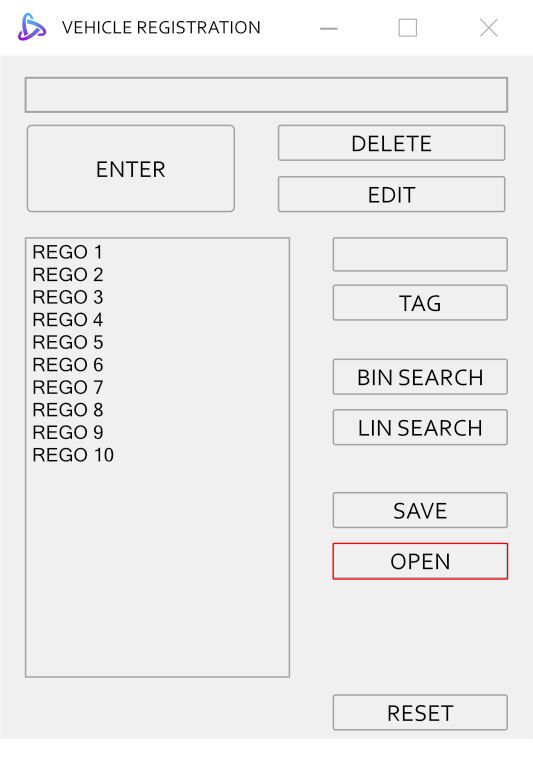 VEHICLE REGISTRATION
ENTER
DELETE
EDIT
REGO 1
REGO 2
REGO 3
REGO 4
REGO 5
REGO 6
REGO 7
REGO 8
REGO 9
REGO 10
TAG
BIN SEARCH
LIN SEARCH
SAVE
OPEN
RESET